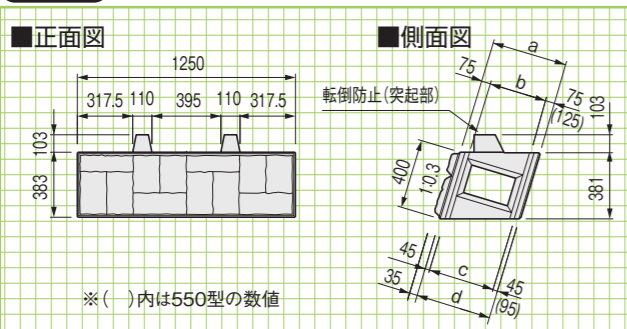 ■正面図
1250
317.5 110 395 110 317.5
103
383
※(　)内は550型の数値
■側面図
a
75 b 75
(125)
103
転倒防止(突起部)
400
1:0.3
381
45 c 45
(95)
35 d